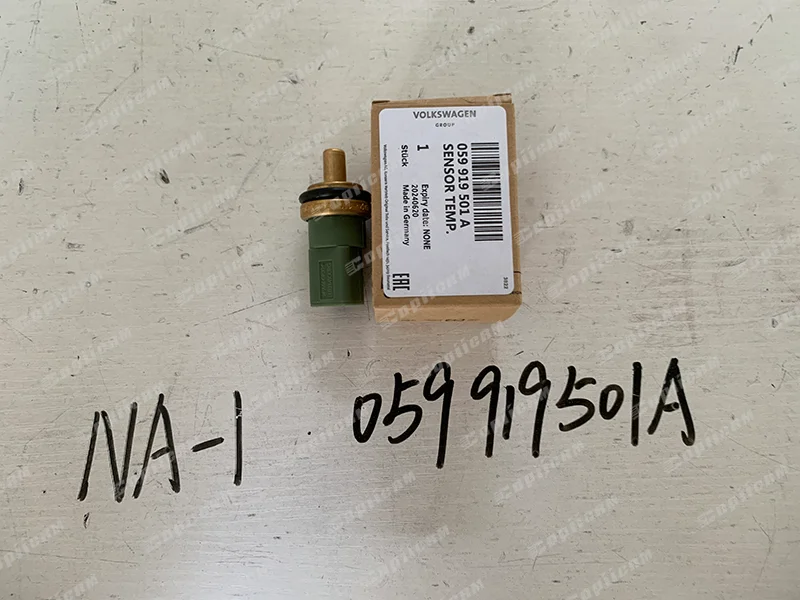 VOLKSWAGEN
GROUP
059 919 501 A
SENSOR TEMP.
1
Stück
Expiry date: NONE
20240620
Made in Germany
EAC
NA-1
059919501A
Capiicam